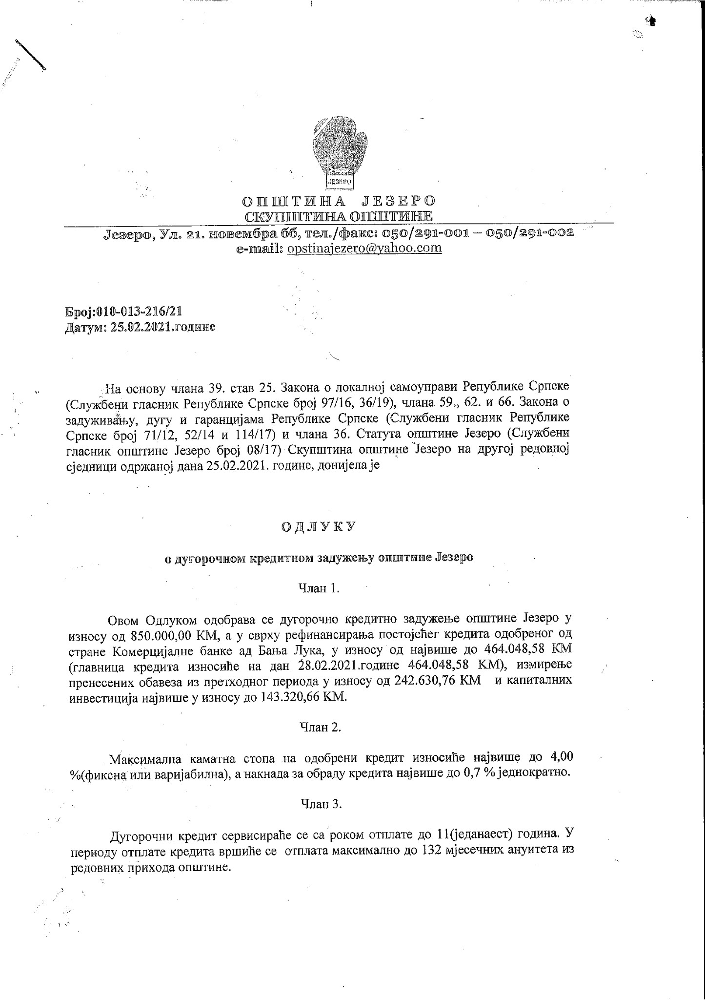 ЈЕЗЕРО
ОПШТИНА ЈЕЗЕРО
СКУПШТИНА ОПШТИНЕ
Језеро, Ул. 21. новембра бб, тел./факс: 050/291-001 – 050/291-002
e-mail: opstinajezero@yahoo.com
Број:010-013-216/21
Датум: 25.02.2021.године
На основу члана 39. став 25. Закона о локалној самоуправи Републике Српске
(Службени гласник Републике Српске број 97/16, 36/19), члана 59., 62. и 66. Закона о
задуживању, дугу и гаранцијама Републике Српске (Службени гласник Републике
Српске број 71/12, 52/14 и 114/17) и члана 36. Статута општине Језеро (Службени
гласник општине Језеро број 08/17) Скупштина општине Језеро на другој редовној
сједници одржаној дана 25.02.2021. године, донијела је
О Д Л У К У
о дугорочном кредитном задужењу општине Језеро
Члан 1.
Овом Одлуком одобрава се дугорочно кредитно задужење општине Језеро у
износу од 850.000,00 КМ, а у сврху рефинансирања постојећег кредита одобреног од
стране Комерцијалне банке ад Бања Лука, у износу од највише до 464.048,58 КМ
(главница кредита износиће на дан 28.02.2021.године 464.048,58 КМ), измирење
пренесених обавеза из претходног периода у износу од 242.630,76 КМ и капиталних
инвестиција највише у износу до 143.320,66 КМ.
Члан 2.
Максимална каматна стопа на одобрени кредит износиће највише до 4,00
%(фиксна или варијабилна), а накнада за обраду кредита највише до 0,7 % једнократно.
Члан 3.
Дугорочни кредит сервисираће се са роком отплате до 11(једанаест) година. У
периоду отплате кредита вршиће се отплата максимално до 132 мјесечних ануитета из
редовних прихода општине.